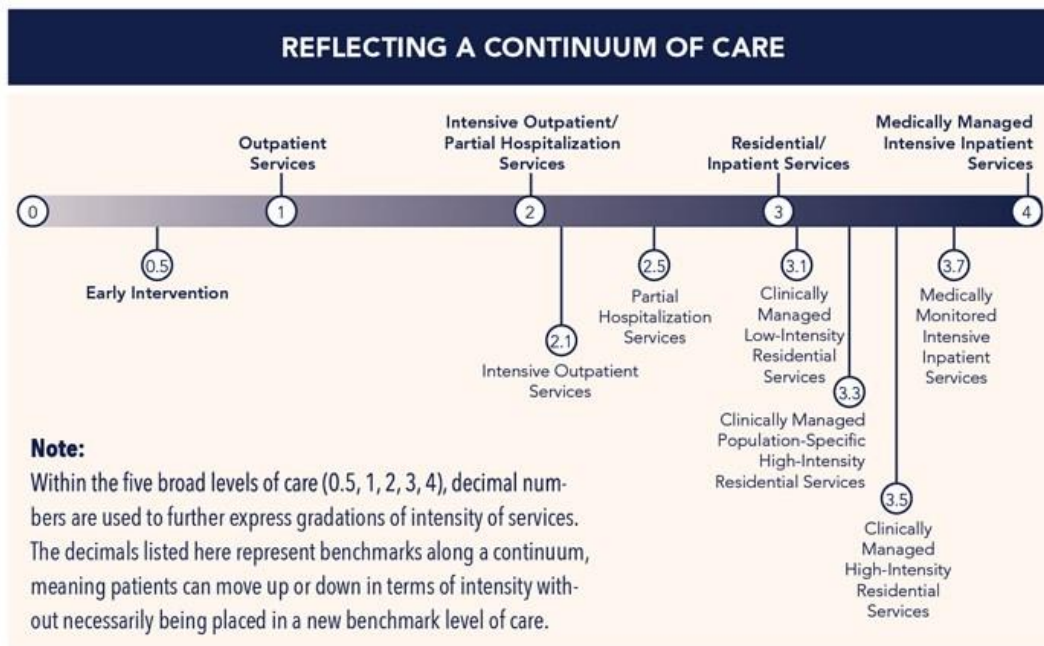 REFLECTING A CONTINUUM OF CARE
Outpatient
Services
Intensive Outpatient/
Partial Hospitalization
Services
Residential/
Inpatient Services
Medically Managed
Intensive Inpatient
Services
0
1
2
3
4
0.5
Early Intervention
2.1
Intensive Outpatient
Services
2.5
Partial
Hospitalization
Services
3.1
Clinically
Managed
Low-Intensity
Residential
Services
3.3
Clinically Managed
Population-Specific
High-Intensity
Residential Services
3.5
Clinically
Managed
High-Intensity
Residential
Services
3.7
Medically
Monitored
Intensive
Inpatient
Services
Note:
Within the five broad levels of care (0.5, 1, 2, 3, 4), decimal num-
bers are used to further express gradations of intensity of services.
The decimals listed here represent benchmarks along a continuum,
meaning patients can move up or down in terms of intensity with-
out necessarily being placed in a new benchmark level of care.